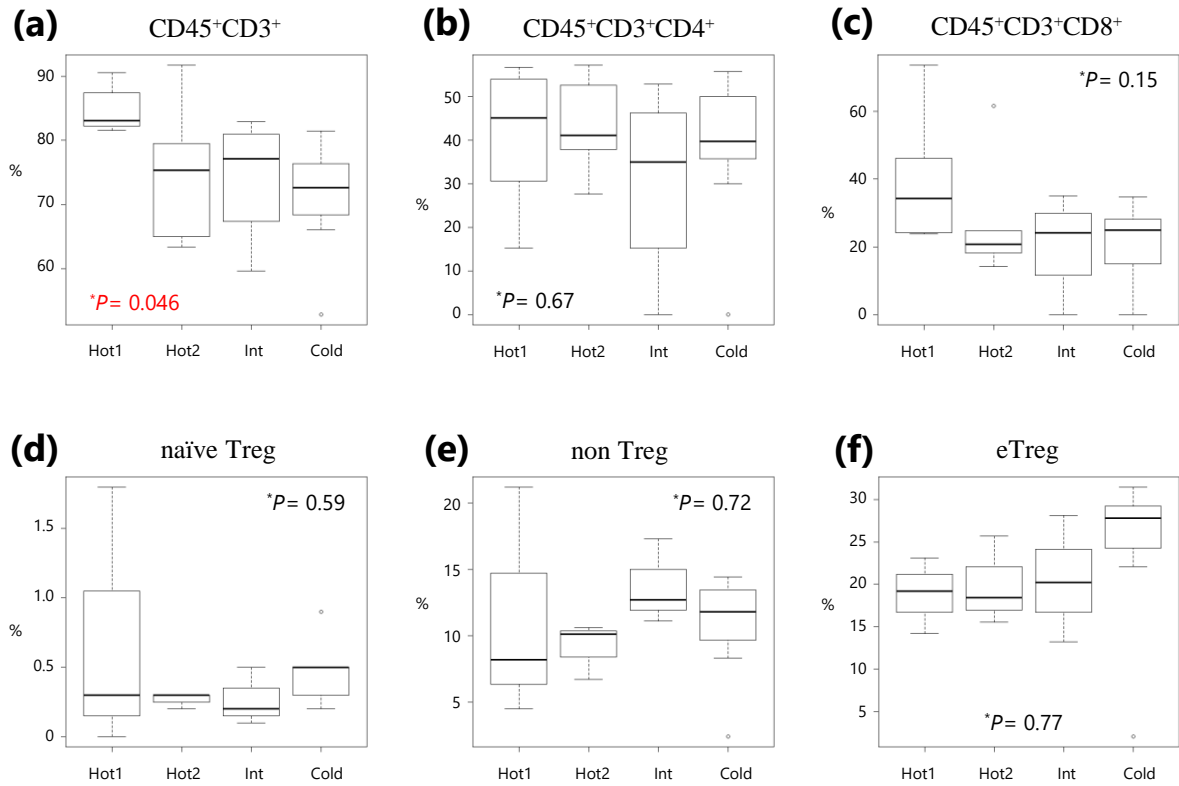 (a) CD45⁺CD3⁺
90
80
70
60
%
*P= 0.046
Hot1 Hot2 Int Cold
(b) CD45⁺CD3⁺CD4⁺
50
40
30
20
10
0
%
*P= 0.67
Hot1 Hot2 Int Cold
(c) CD45⁺CD3⁺CD8⁺
*P= 0.15
60
40
20
0
%
Hot1 Hot2 Int Cold
(d) naïve Treg
*P= 0.59
1.5
1.0
0.5
0
%
Hot1 Hot2 Int Cold
(e) non Treg
*P= 0.72
20
15
10
5
%
Hot1 Hot2 Int Cold
(f) eTreg
30
25
20
15
10
5
%
*P= 0.77
Hot1 Hot2 Int Cold